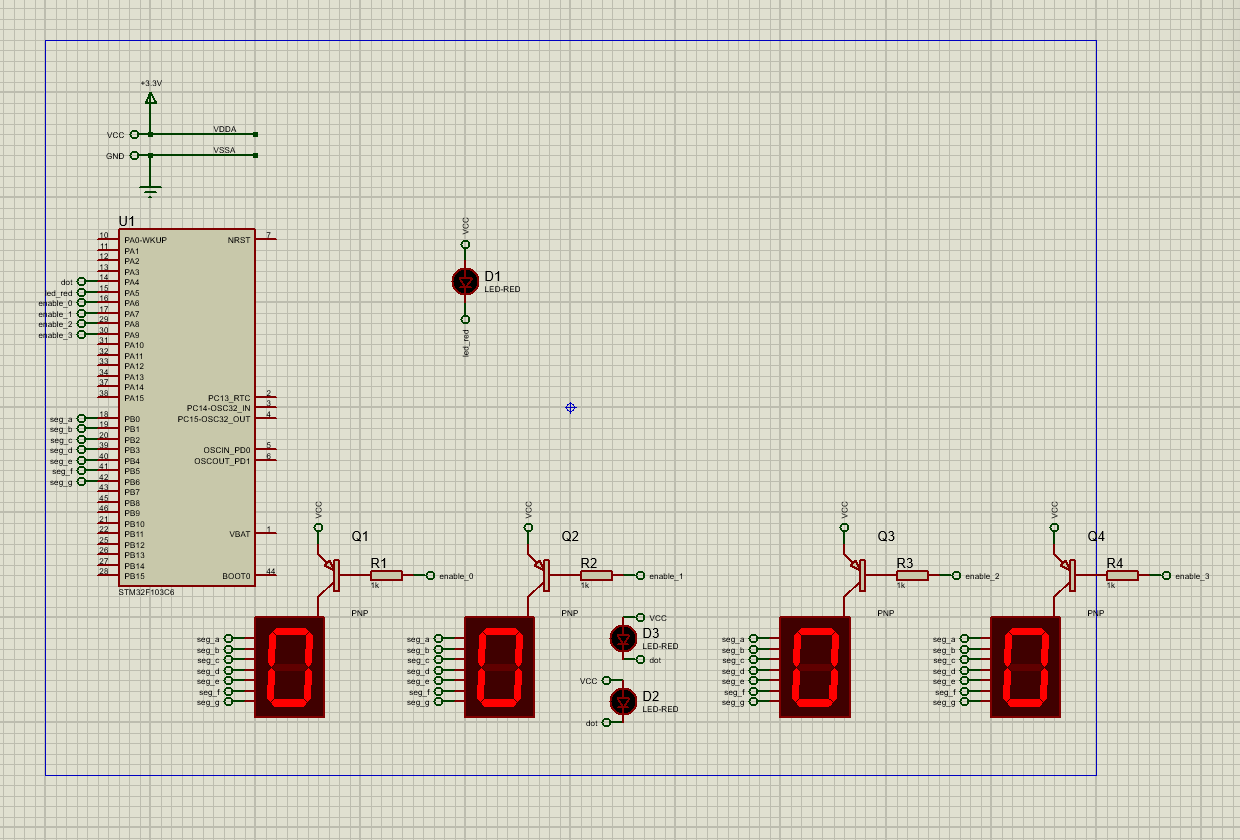 +3.3V
VCC VDDA
GND VSSA
U1
10 PA0-WKUP NRST 7
11 PA1
12 PA2
13 PA3
dot 14 PA4
led_red 15 PA5
enable_0 16 PA6
enable_1 17 PA7
enable_2 29 PA8
enable_3 30 PA9
31 PA10
32 PA11
33 PA12
34 PA13
37 PA14
38 PA15 PC13_RTC 2
PC14-OSC32_IN 3
seg_a 18 PB0 PC15-OSC32_OUT 4
seg_b 19 PB1
seg_c 20 PB2
seg_d 39 PB3 OSCIN_PD0 5
seg_e 40 PB4 OSCOUT_PD1 6
seg_f 41 PB5
seg_g 42 PB6
43 PB7
45 PB8
46 PB9
21 PB10
22 PB11 VBAT 1
25 PB12
26 PB13
27 PB14
28 PB15 BOOT0 44
STM32F103C6
VCC
D1
LED-RED
led_red
VCC VCC VCC VCC
Q1 Q2 Q3 Q4
R1 R2 R3 R4
enable_0 enable_1 enable_2 enable_3
1k 1k 1k 1k
PNP PNP PNP PNP
VCC
D3
LED-RED
dot
VCC
D2
LED-RED
dot
seg_a seg_a seg_a seg_a
seg_b seg_b seg_b seg_b
seg_c seg_c seg_c seg_c
seg_d seg_d seg_d seg_d
seg_e seg_e seg_e seg_e
seg_f seg_f seg_f seg_f
seg_g seg_g seg_g seg_g
0 0 0 0